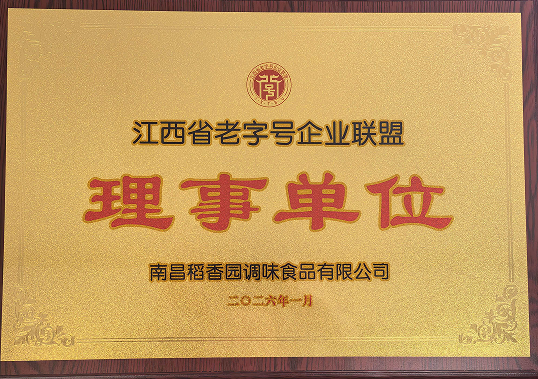 江西省老字号企业联盟
理事单位
南昌稻香园调味食品有限公司
二〇二六年一月